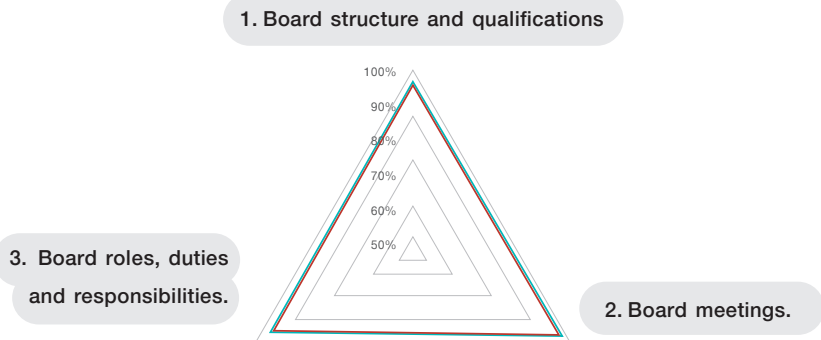 1. Board structure and qualifications
100%
90%
80%
70%
60%
50%
3. Board roles, duties
and responsibilities.
2. Board meetings.